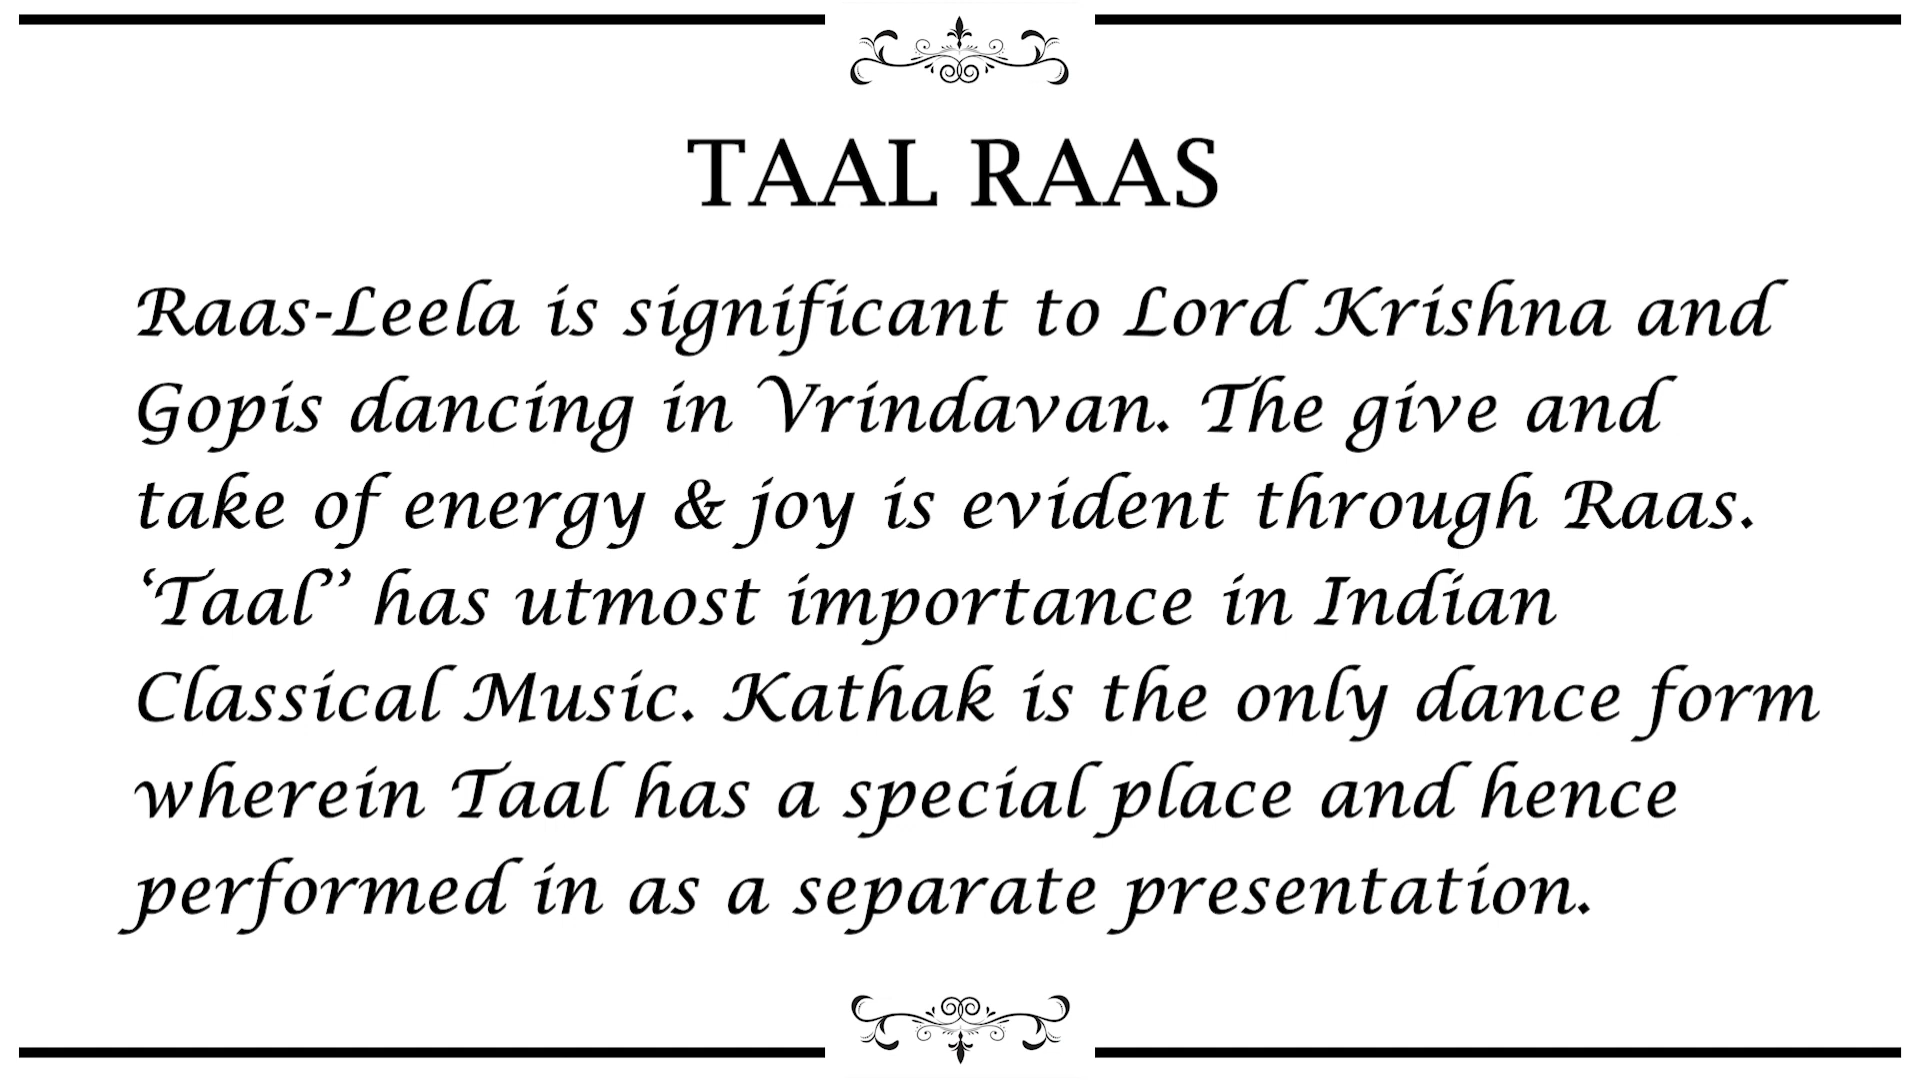 TAAL RAAS
Raas-Leela is significant to Lord Krishna and
Gopis dancing in Vrindavan. The give and
take of energy & joy is evident through Raas.
‘Taal’’ has utmost importance in Indian
Classical Music. Kathak is the only dance form
wherein Taal has a special place and hence
performed in as a separate presentation.